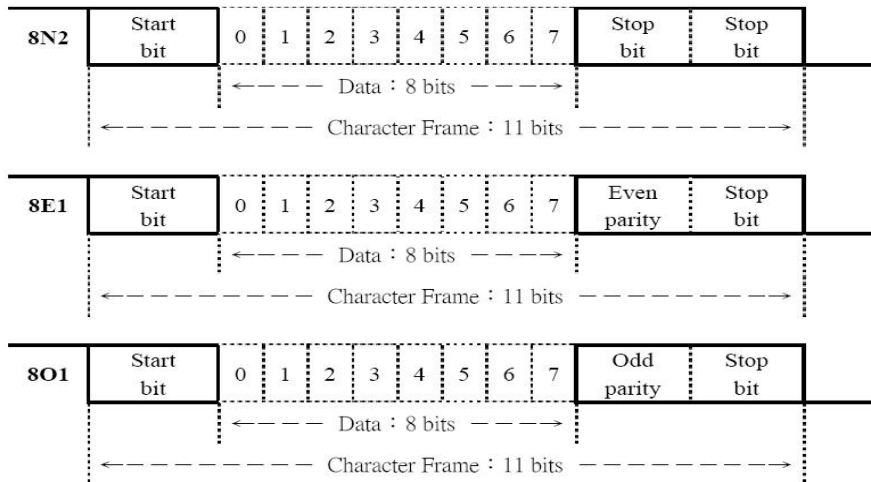 8N2 Start bit 0 1 2 3 4 5 6 7 Stop bit Stop bit
Data : 8 bits
Character Frame : 11 bits
8E1 Start bit 0 1 2 3 4 5 6 7 Even parity Stop bit
Data : 8 bits
Character Frame : 11 bits
8O1 Start bit 0 1 2 3 4 5 6 7 Odd parity Stop bit
Data : 8 bits
Character Frame : 11 bits